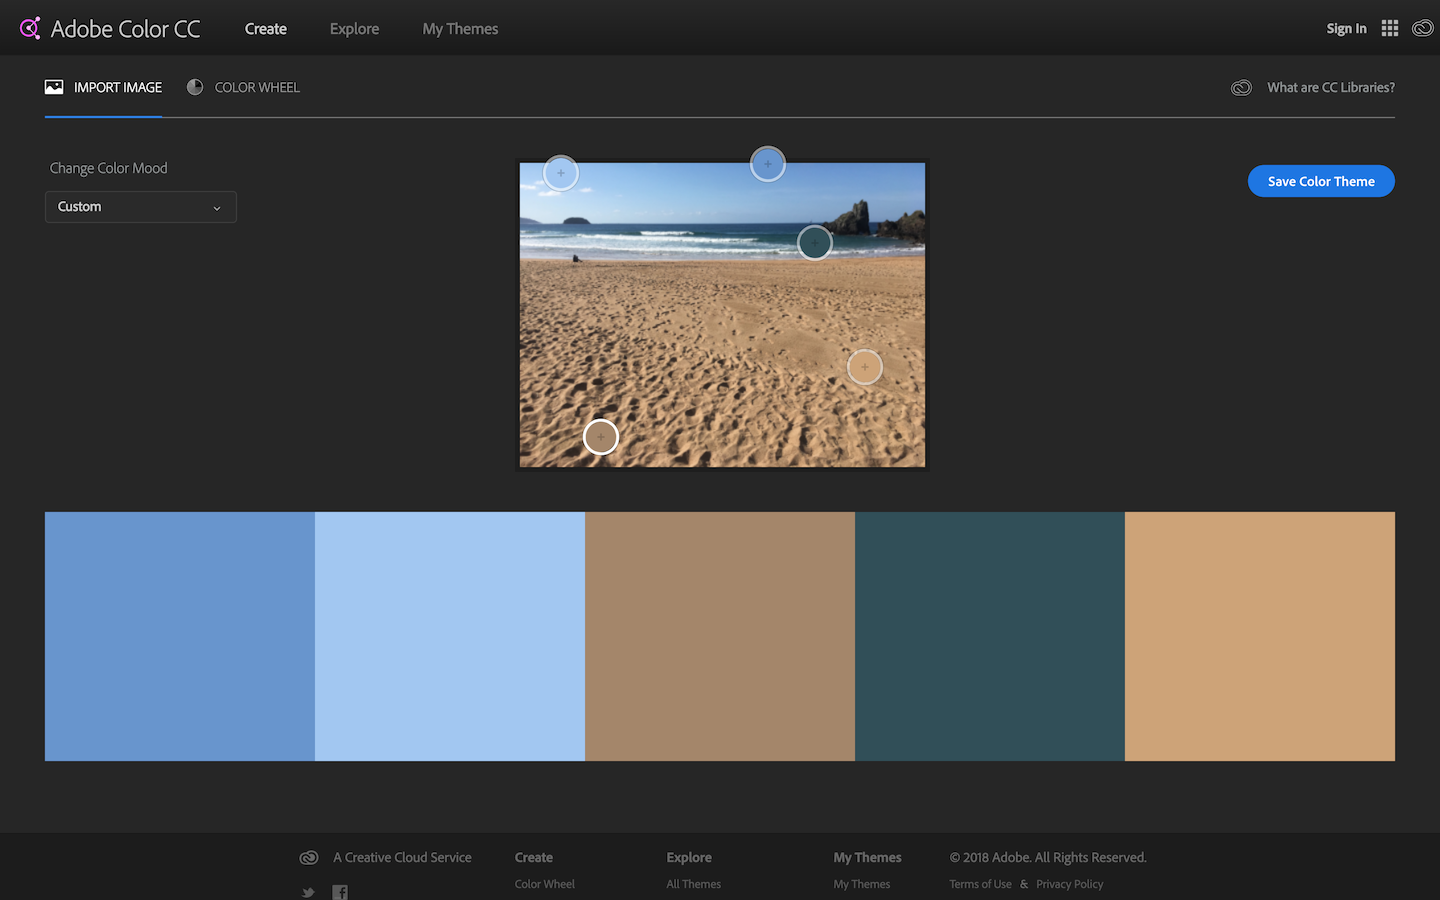 Adobe Color CC
Create
Explore
My Themes
Sign In
IMPORT IMAGE
COLOR WHEEL
What are CC Libraries?
Change Color Mood
Custom
Save Color Theme
A Creative Cloud Service
Create
Color Wheel
Explore
All Themes
My Themes
My Themes
© 2018 Adobe. All Rights Reserved.
Terms of Use & Privacy Policy